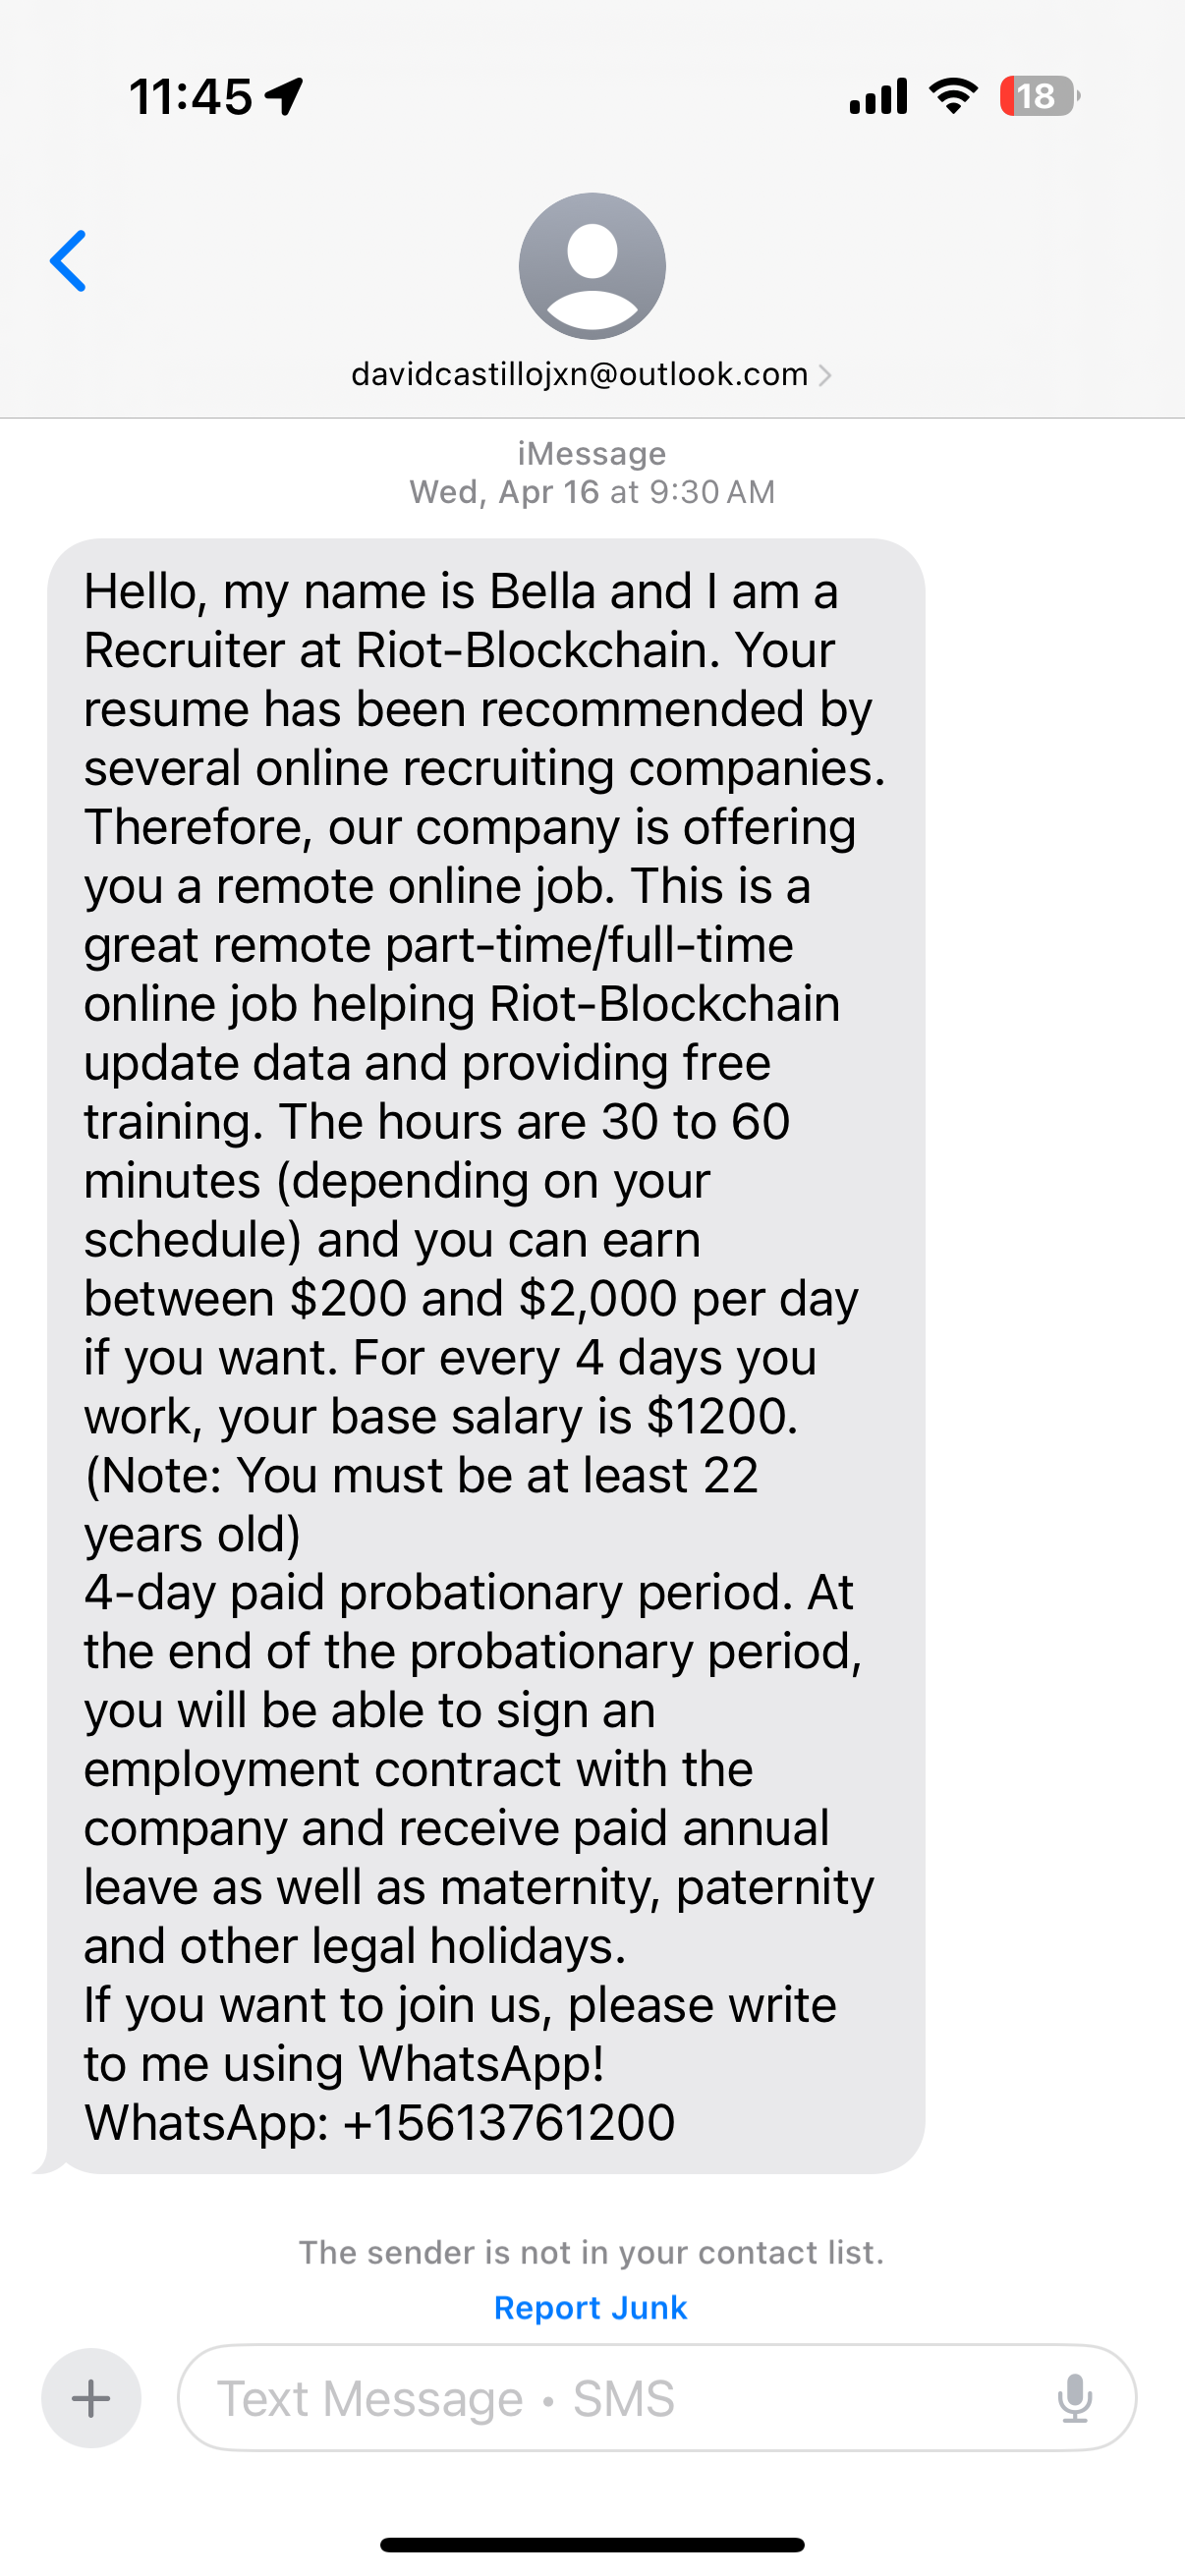 11:45
18
davidcastillojxn@outlook.com
iMessage
Wed, Apr 16 at 9:30 AM
Hello, my name is Bella and I am a
Recruiter at Riot-Blockchain. Your
resume has been recommended by
several online recruiting companies.
Therefore, our company is offering
you a remote online job. This is a
great remote part-time/full-time
online job helping Riot-Blockchain
update data and providing free
training. The hours are 30 to 60
minutes (depending on your
schedule) and you can earn
between $200 and $2,000 per day
if you want. For every 4 days you
work, your base salary is $1200.
(Note: You must be at least 22
years old)
4-day paid probationary period. At
the end of the probationary period,
you will be able to sign an
employment contract with the
company and receive paid annual
leave as well as maternity, paternity
and other legal holidays.
If you want to join us, please write
to me using WhatsApp!
WhatsApp: +15613761200
The sender is not in your contact list.
Report Junk
Text Message • SMS